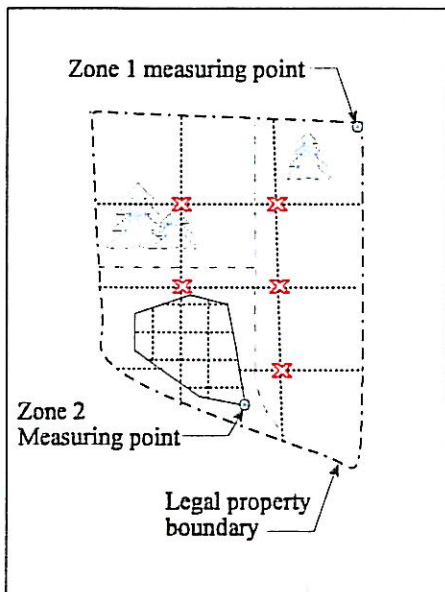 Zone 1 measuring point
Zone 2
Measuring point
Legal property
boundary